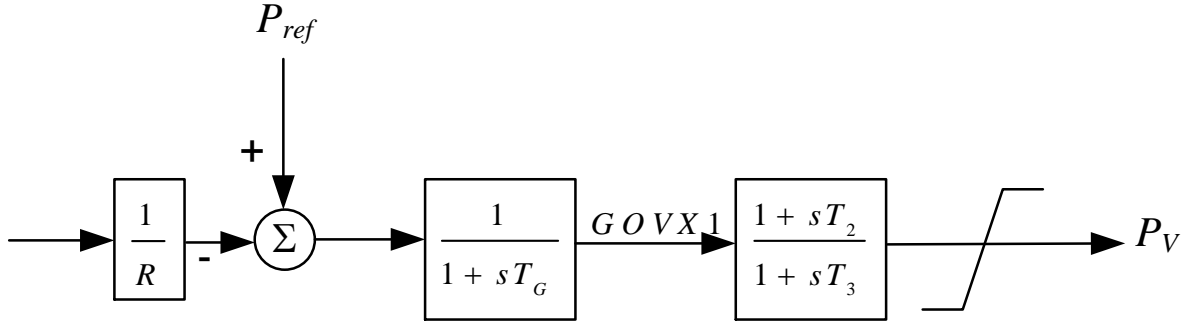 P_ref
+
1
R
-
Σ
1
1 + sT_G
GOVX1
1 + sT_2
1 + sT_3
P_V